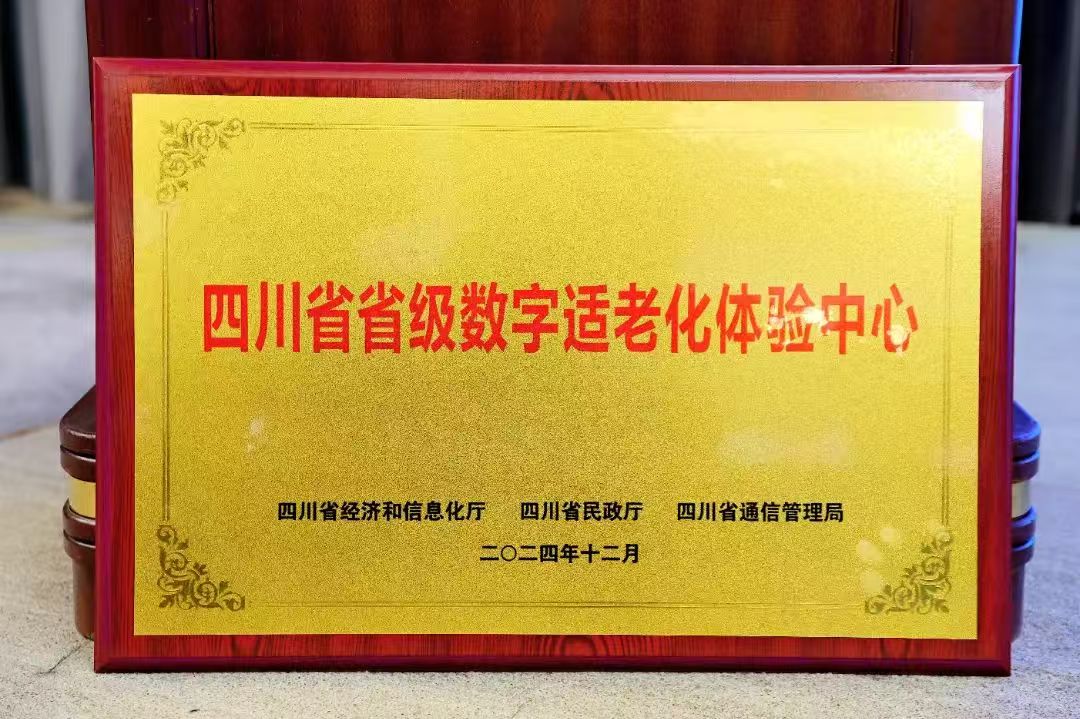 四川省省级数字适老化体验中心
四川省经济和信息化厅 四川省民政厅 四川省通信管理局
二〇二四年十二月